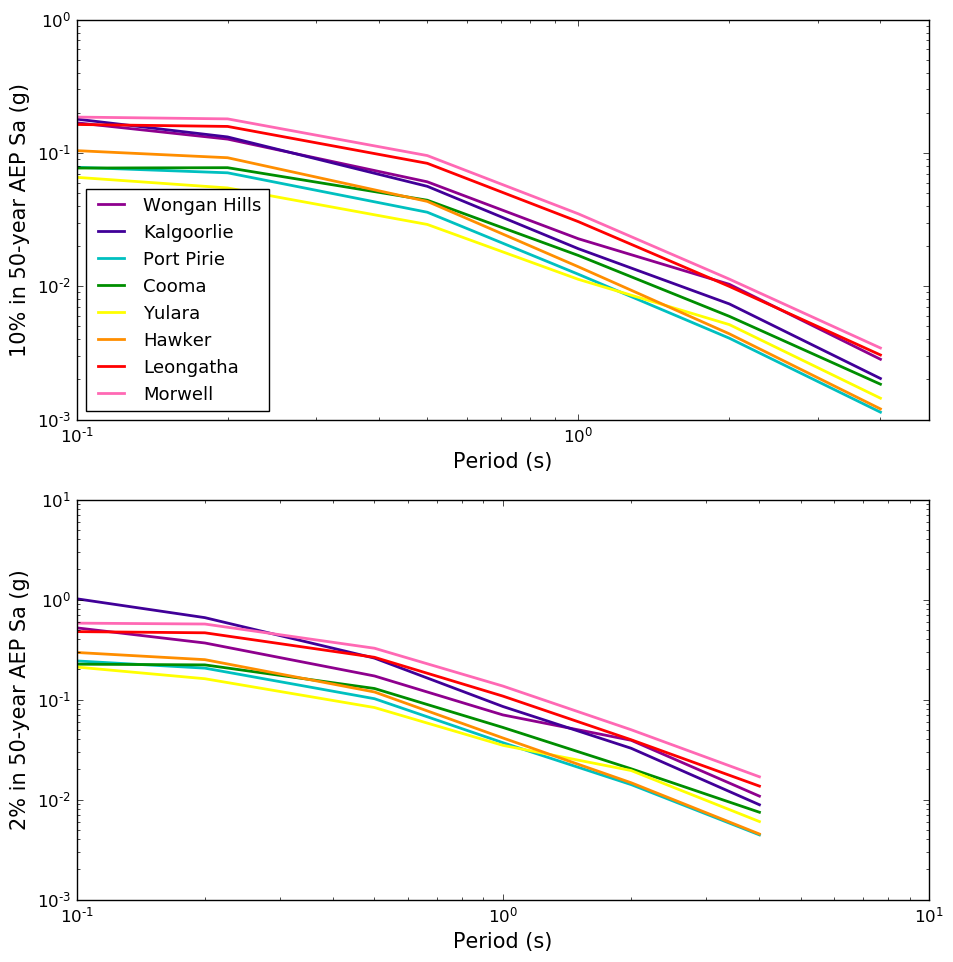 10⁰
10⁻¹
10⁻²
10⁻³
10% in 50-year AEP Sa (g)
Wongan Hills
Kalgoorlie
Port Pirie
Cooma
Yulara
Hawker
Leongatha
Morwell
10⁻¹ 10⁰
Period (s)
10¹
10⁰
10⁻¹
10⁻²
10⁻³
2% in 50-year AEP Sa (g)
10⁻¹ 10⁰ 10¹
Period (s)